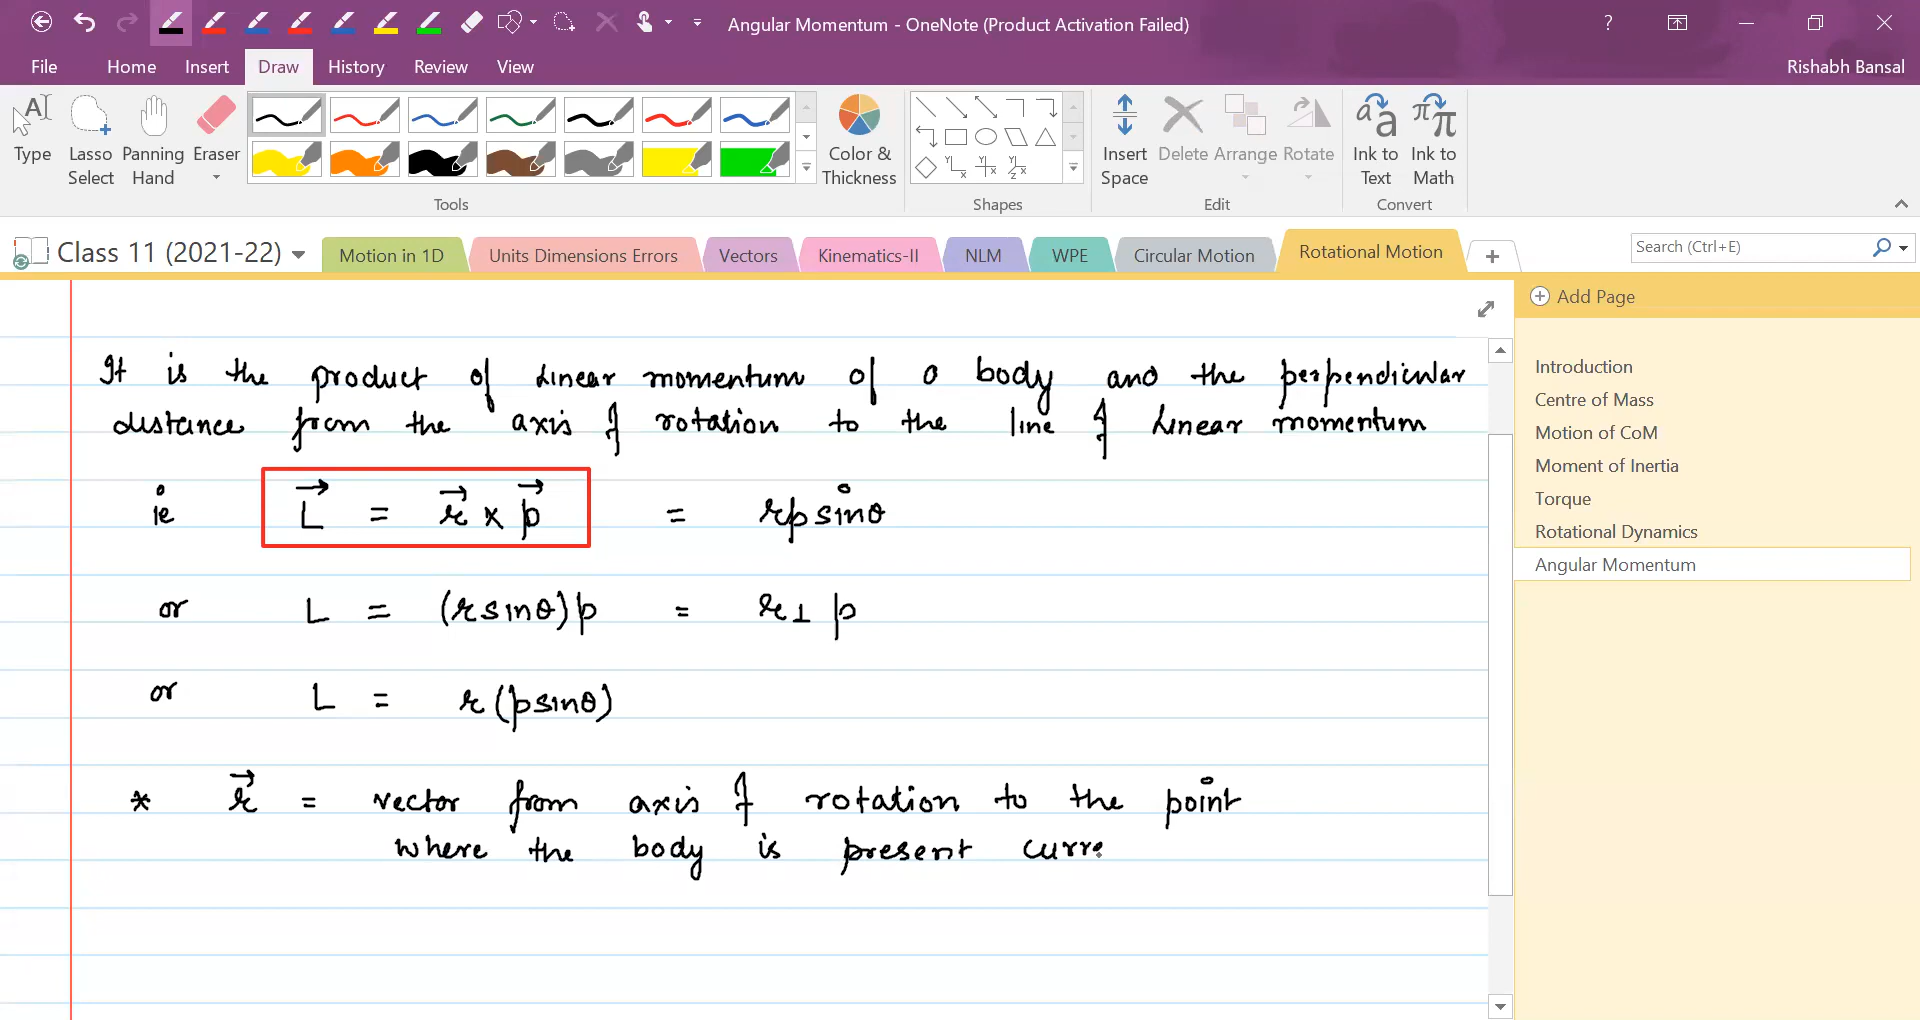 Angular Momentum - OneNote (Product Activation Failed)
?
File Home Insert Draw History Review View
Rishabh Bansal
Type
Lasso Select
Panning Hand
Eraser
Color & Thickness
Insert Space
Delete
Arrange
Rotate
Ink to Text
Ink to Math
Tools
Shapes
Edit
Convert
Class 11 (2021-22)
Motion in 1D
Units Dimensions Errors
Vectors
Kinematics-II
NLM
WPE
Circular Motion
Rotational Motion
Search (Ctrl+E)
Add Page
Introduction
Centre of Mass
Motion of CoM
Moment of Inertia
Torque
Rotational Dynamics
Angular Momentum
It is the product of Linear momentum of a body and the perpendicular
distance from the axis of rotation to the line of Linear momentum
ie L⃗ = r⃗ × p⃗ = rp sinθ
or L = (r sinθ) p = r⊥ p
or L = r (p sinθ)
* r⃗ = vector from axis of rotation to the point
where the body is present curre